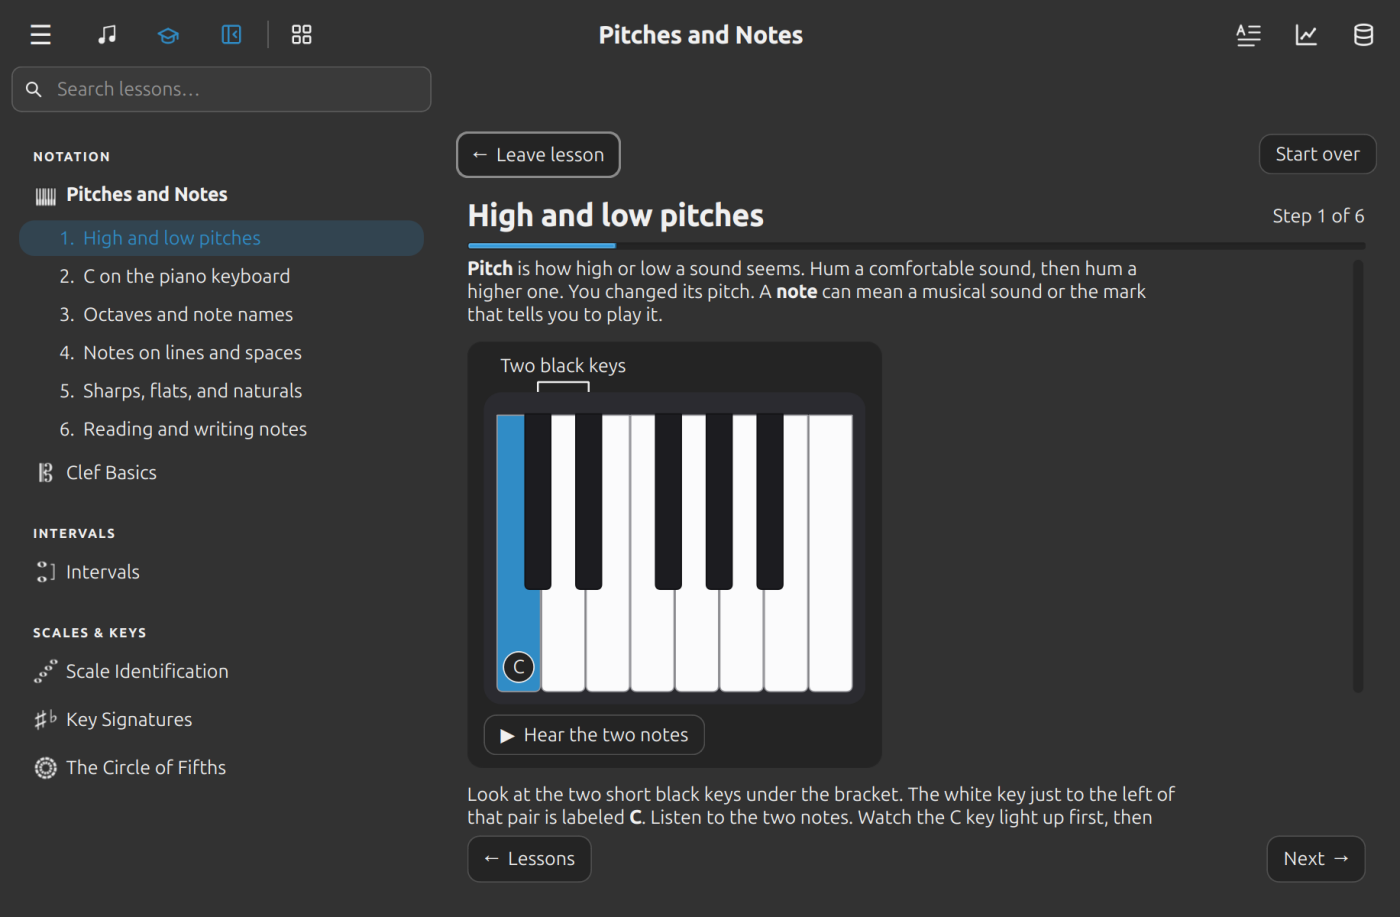 Pitches and Notes
Search lessons…
NOTATION
Pitches and Notes
1. High and low pitches
2. C on the piano keyboard
3. Octaves and note names
4. Notes on lines and spaces
5. Sharps, flats, and naturals
6. Reading and writing notes
Clef Basics
INTERVALS
Intervals
SCALES & KEYS
Scale Identification
Key Signatures
The Circle of Fifths
← Leave lesson
Start over
High and low pitches
Step 1 of 6
Pitch is how high or low a sound seems. Hum a comfortable sound, then hum a
higher one. You changed its pitch. A note can mean a musical sound or the mark
that tells you to play it.
Two black keys
C
▶ Hear the two notes
Look at the two short black keys under the bracket. The white key just to the left of
that pair is labeled C. Listen to the two notes. Watch the C key light up first, then
← Lessons
Next →